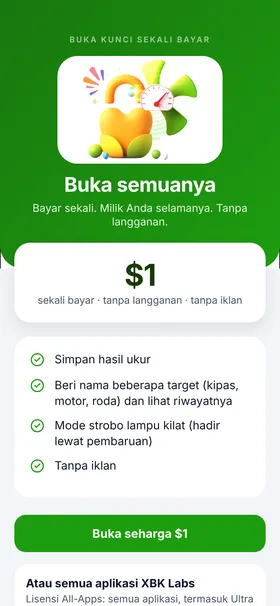 BUKA KUNCI SEKALI BAYAR
Buka semuanya
Bayar sekali. Milik Anda selamanya. Tanpa
langganan.
$1
sekali bayar · tanpa langganan · tanpa iklan
Simpan hasil ukur
Beri nama beberapa target (kipas,
motor, roda) dan lihat riwayatnya
Mode strobo lampu kilat (hadir
lewat pembaruan)
Tanpa iklan
Buka seharga $1
Atau semua aplikasi XBK Labs
Lisensi All-Apps: semua aplikasi, termasuk Ultra